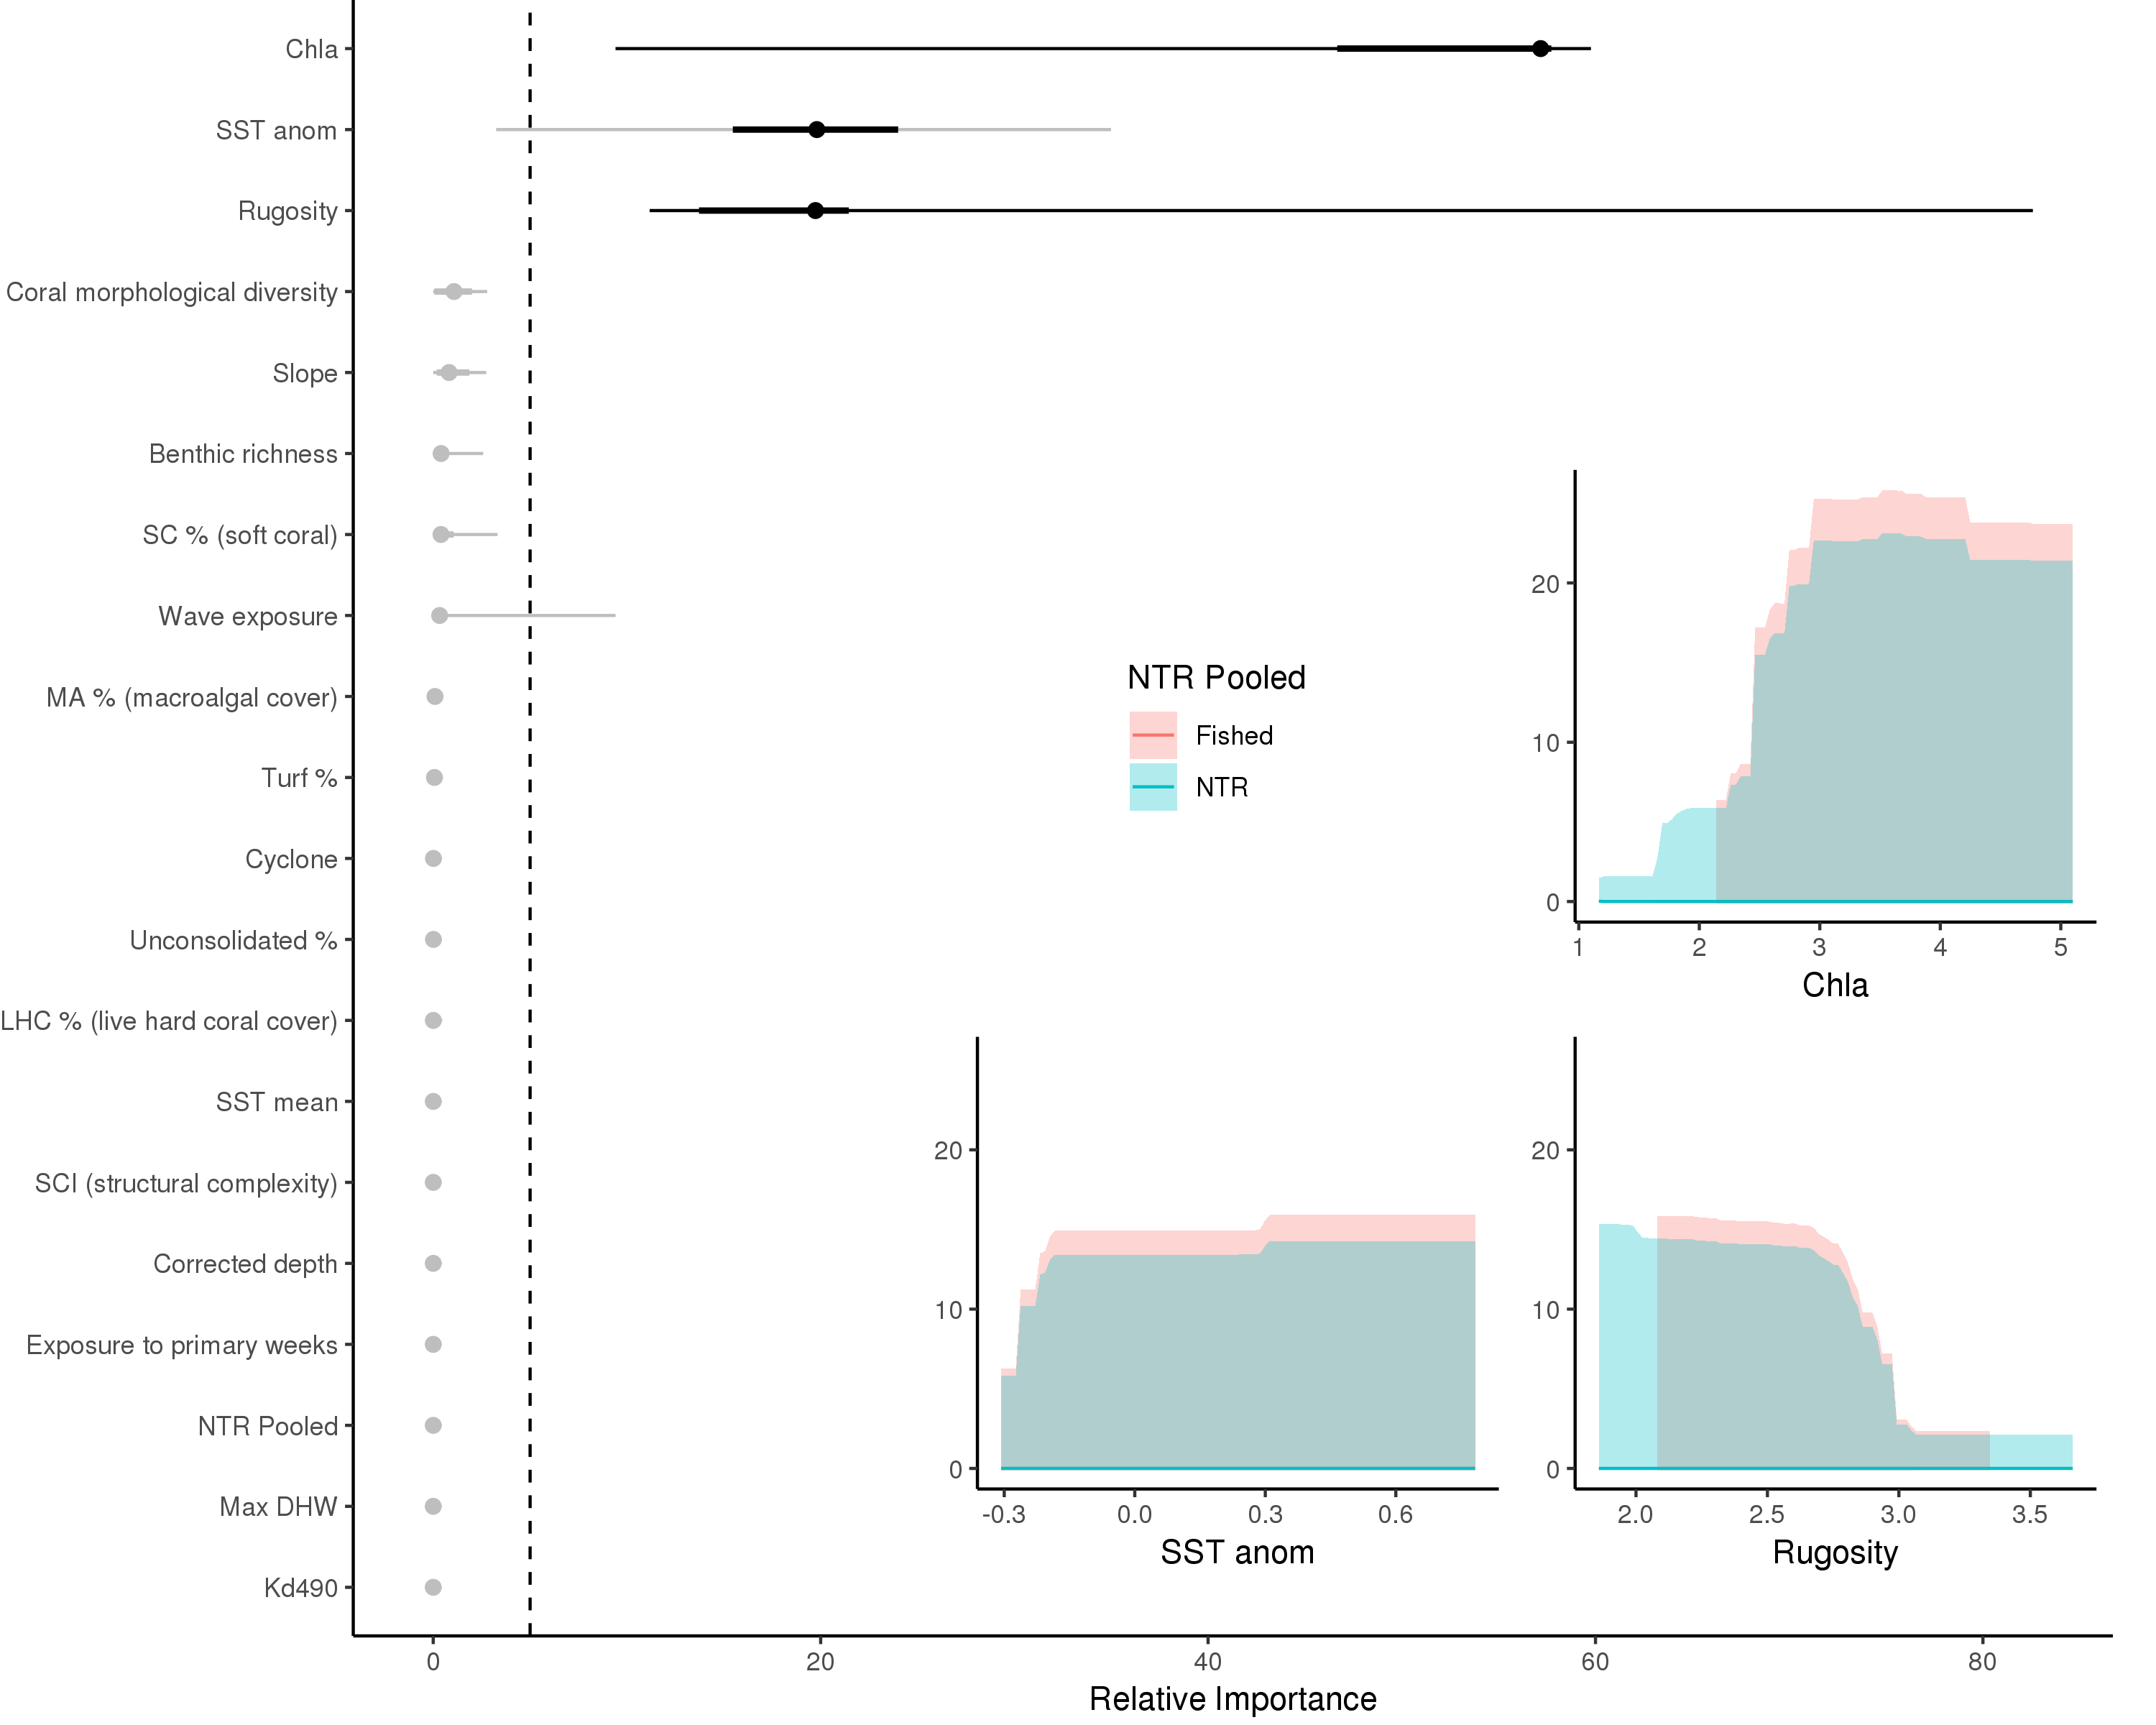 Chla
SST anom
Rugosity
Coral morphological diversity
Slope
Benthic richness
SC % (soft coral)
Wave exposure
MA % (macroalgal cover)
Turf %
Cyclone
Unconsolidated %
LHC % (live hard coral cover)
SST mean
SCI (structural complexity)
Corrected depth
Exposure to primary weeks
NTR Pooled
Max DHW
Kd490
0 20 40 60 80
Relative Importance
NTR Pooled
Fished
NTR
20
10
0
1 2 3 4 5
Chla
20
10
0
-0.3 0.0 0.3 0.6
SST anom
20
10
0
2.0 2.5 3.0 3.5
Rugosity